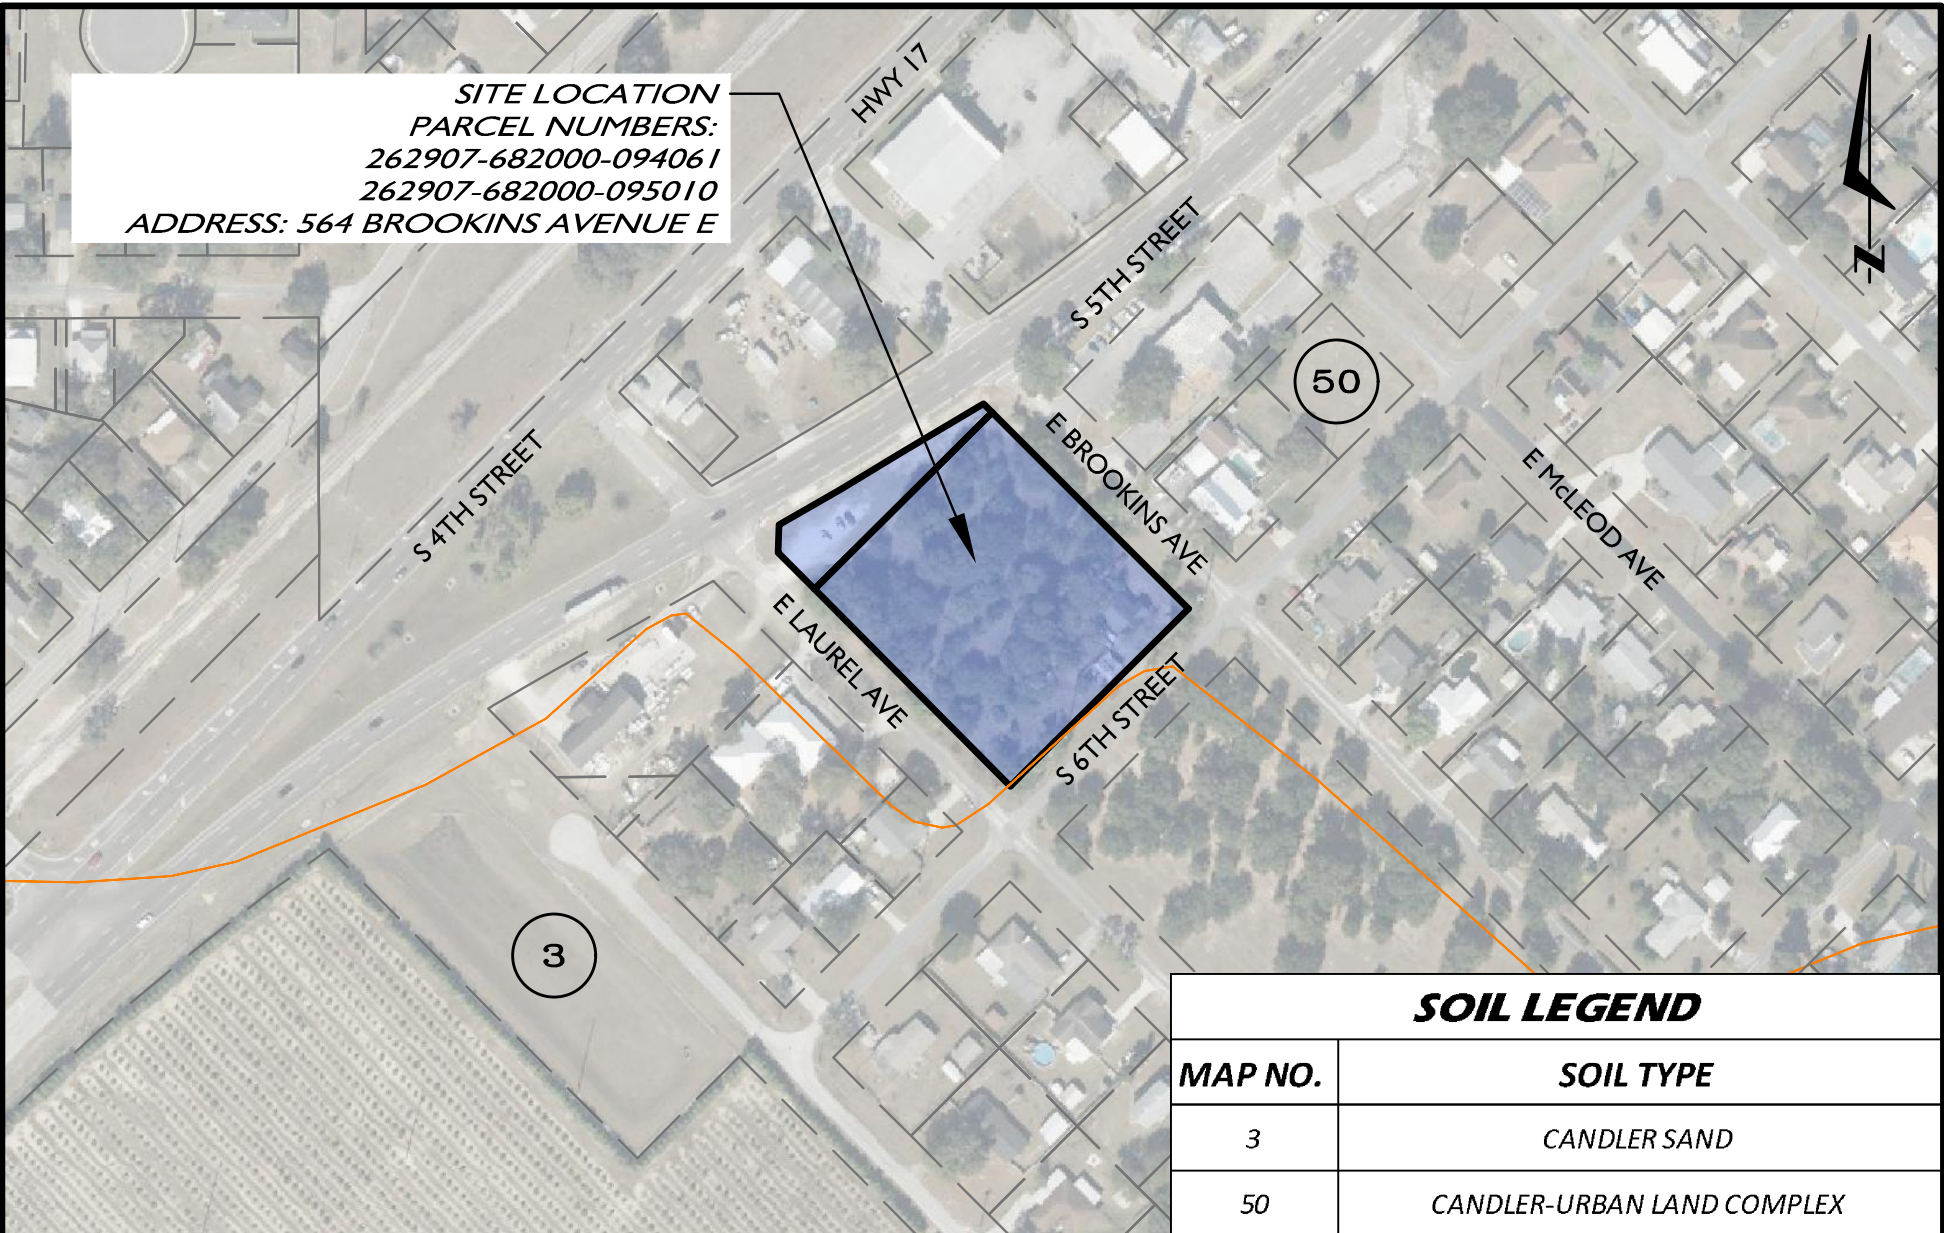 SITE LOCATION
PARCEL NUMBERS:
262907-682000-094061
262907-682000-095010
ADDRESS: 564 BROOKINS AVENUE E
HWY 17
S 5TH STREET
N
50
E BROOKINS AVE
S 4TH STREET
E McLEOD AVE
E LAUREL AVE
S 6TH STREET
3
SOIL LEGEND
MAP NO. SOIL TYPE
3 CANDLER SAND
50 CANDLER-URBAN LAND COMPLEX